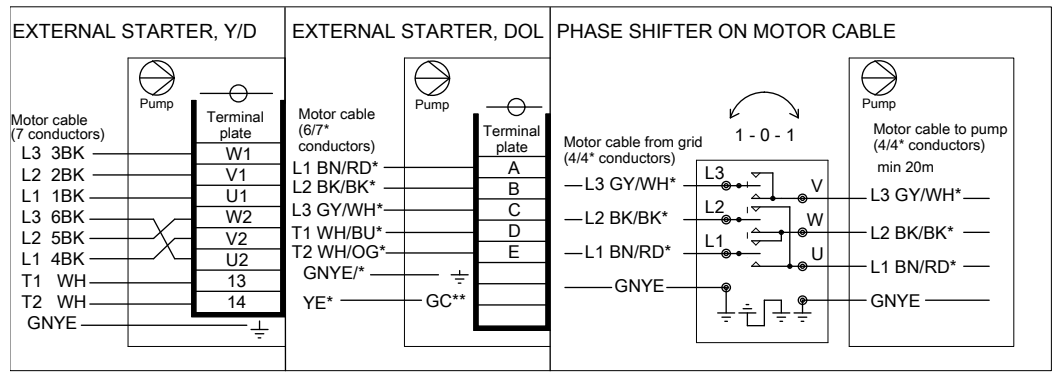 EXTERNAL STARTER, Y/D
Pump
Motor cable
(7 conductors)
Terminal
plate
L3 3BK W1
L2 2BK V1
L1 1BK U1
L3 6BK W2
L2 5BK V2
L1 4BK U2
T1 WH 13
T2 WH 14
GNYE
EXTERNAL STARTER, DOL
Pump
Motor cable
(6/7*
conductors)
Terminal
plate
L1 BN/RD* A
L2 BK/BK* B
L3 GY/WH* C
T1 WH/BU* D
T2 WH/OG* E
GNYE/*
YE* GC**
PHASE SHIFTER ON MOTOR CABLE
Pump
1 - 0 - 1
Motor cable from grid
(4/4* conductors)
Motor cable to pump
(4/4* conductors)
min 20m
L3 GY/WH* L3 V L3 GY/WH*
L2 BK/BK* L2 W L2 BK/BK*
L1 BN/RD* L1 U L1 BN/RD*
GNYE GNYE